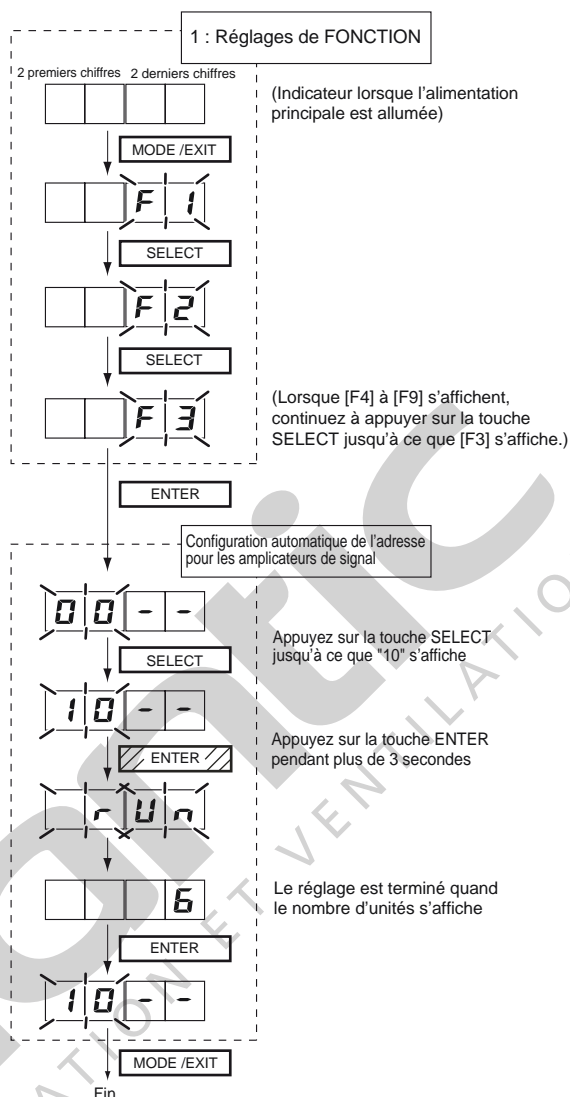 1 : Réglages de FONCTION
2 premiers chiffres 2 derniers chiffres
(Indicateur lorsque l'alimentation
principale est allumée)
MODE /EXIT
F 1
SELECT
F 2
SELECT
F 3
(Lorsque [F4] à [F9] s'affichent,
continuez à appuyer sur la touche
SELECT jusqu'à ce que [F3] s'affiche.)
ENTER
Configuration automatique de l'adresse
pour les amplicateurs de signal
0 0 - -
Appuyez sur la touche SELECT
jusqu'à ce que "10" s'affiche
SELECT
1 0 - -
Appuyez sur la touche ENTER
pendant plus de 3 secondes
ENTER
r U n
6
Le réglage est terminé quand
le nombre d'unités s'affiche
ENTER
1 0 - -
MODE /EXIT
Fin
antic
ATION ET VENTILATIO